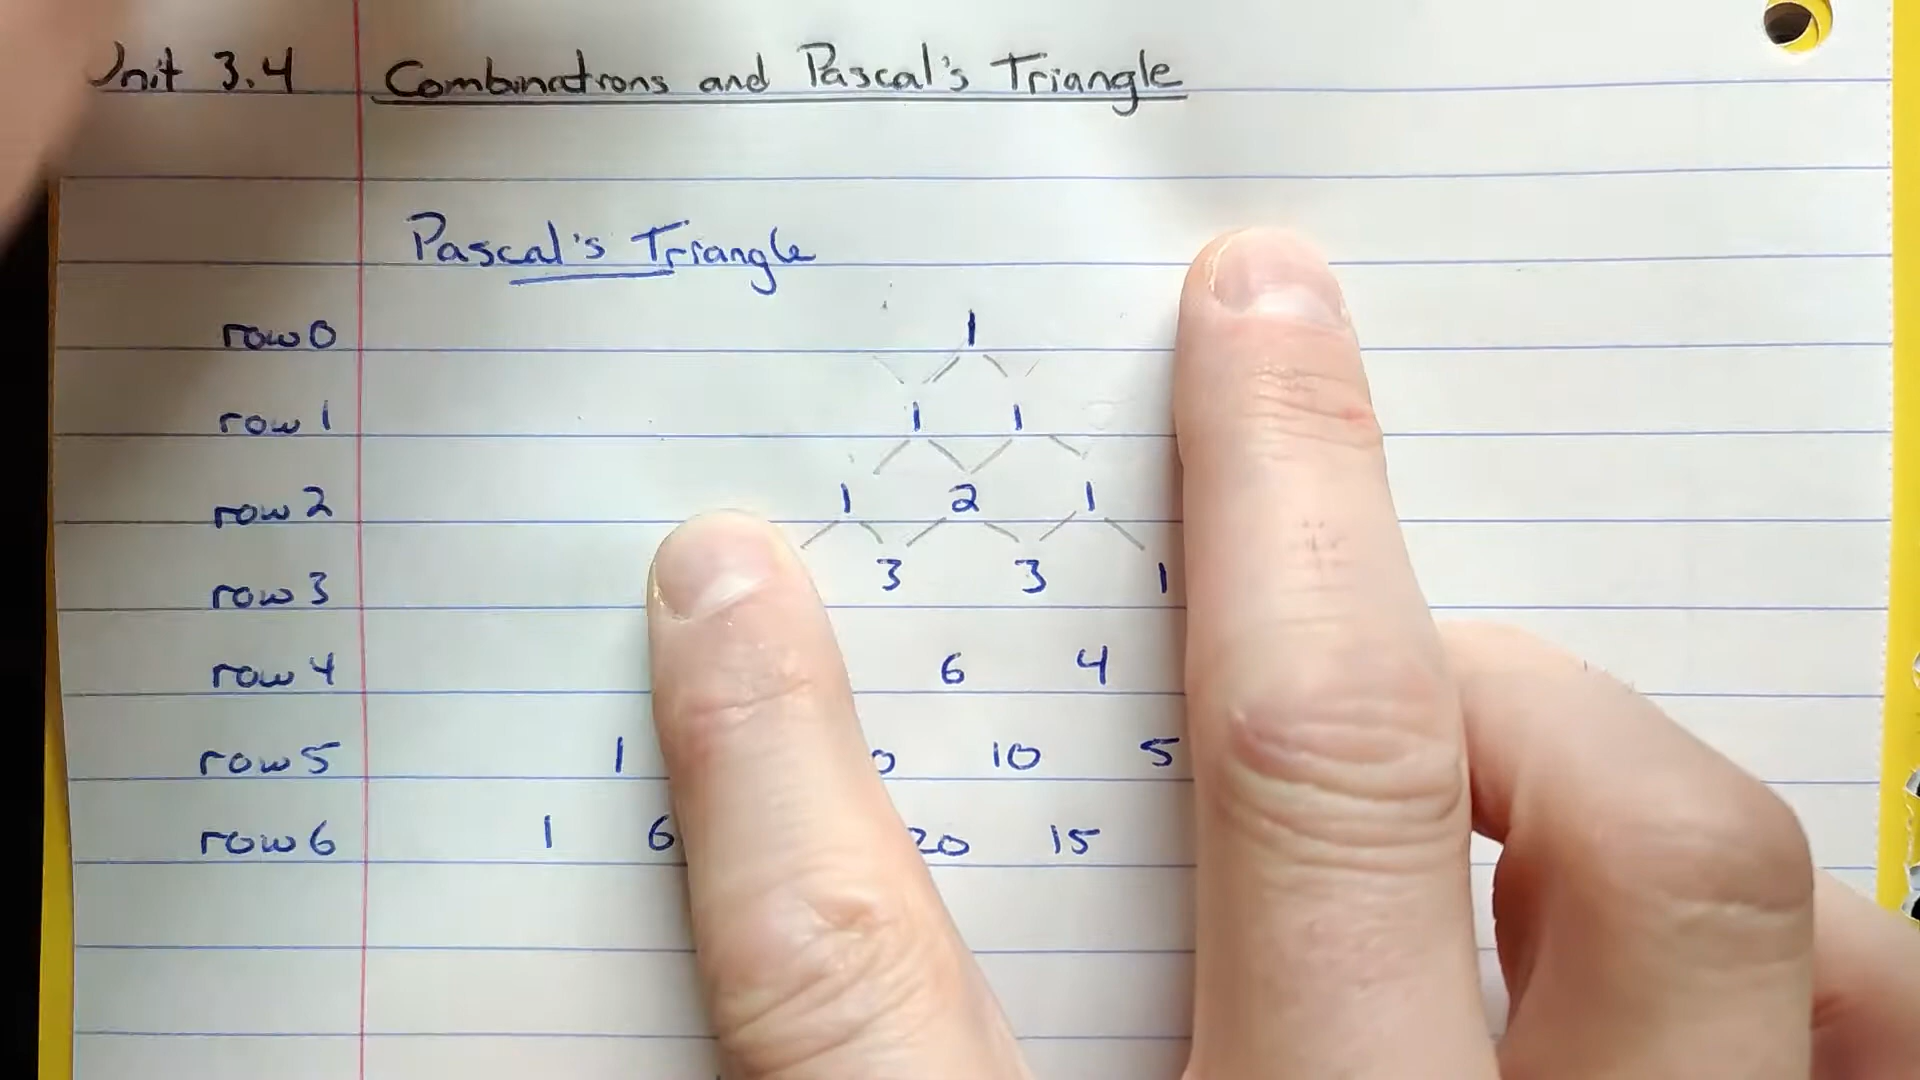 Unit 3.4 Combinations and Pascal's Triangle
Pascal's Triangle
row 0 1
row 1 1 1
row 2 1 2 1
row 3 3 3 1
row 4 6 4
row 5 1 10 5
row 6 1 6 20 15